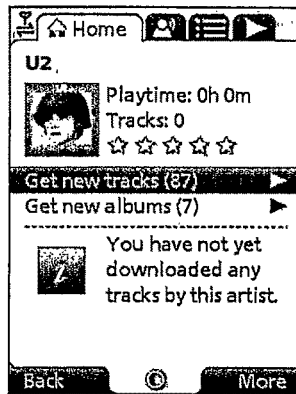 Home
U2
Playtime: 0h 0m
Tracks: 0
Get new tracks (87)
Get new albums (7)
You have not yet
downloaded any
tracks by this artist.
Back
More